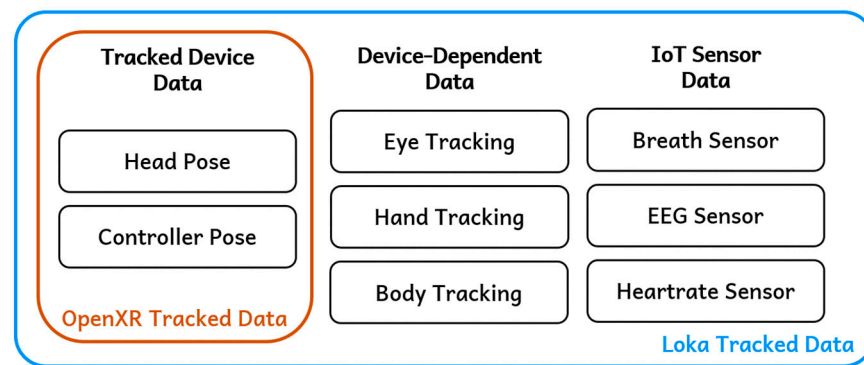 Tracked Device
Data
Head Pose
Controller Pose
OpenXR Tracked Data
Device-Dependent
Data
Eye Tracking
Hand Tracking
Body Tracking
IoT Sensor
Data
Breath Sensor
EEG Sensor
Heartrate Sensor
Loka Tracked Data